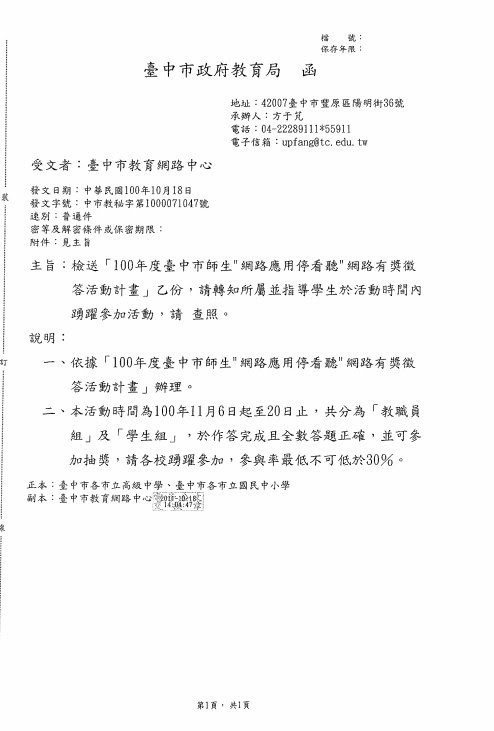 檔　　號：
保存年限：
臺中市政府教育局　函
地址：42007臺中市豐原區陽明街36號
承辦人：方于芃
電話：04-22289111*55911
電子信箱：upfang@tc.edu.tw
受文者：臺中市教育網路中心
發文日期：中華民國100年10月18日
發文字號：中市教秘字第1000071047號
速別：普通件
密等及解密條件或保密期限：
附件：見主旨
主旨：檢送「100年度臺中市師生"網路應用停看聽"網路有獎徵
答活動計畫」乙份，請轉知所屬並指導學生於活動時間內
踴躍參加活動，請 查照。
說明：
一、依據「100年度臺中市師生"網路應用停看聽"網路有獎徵
答活動計畫」辦理。
二、本活動時間為100年11月6日起至20日止，共分為「教職員
組」及「學生組」，於作答完成且全數答題正確，並可參
加抽獎，請各校踴躍參加，參與率最低不可低於30%。
正本：臺中市各市立高級中學、臺中市各市立國民中小學
副本：臺中市教育網路中心
2011-10-18
14:04:47
裝
訂
線
第1頁， 共1頁